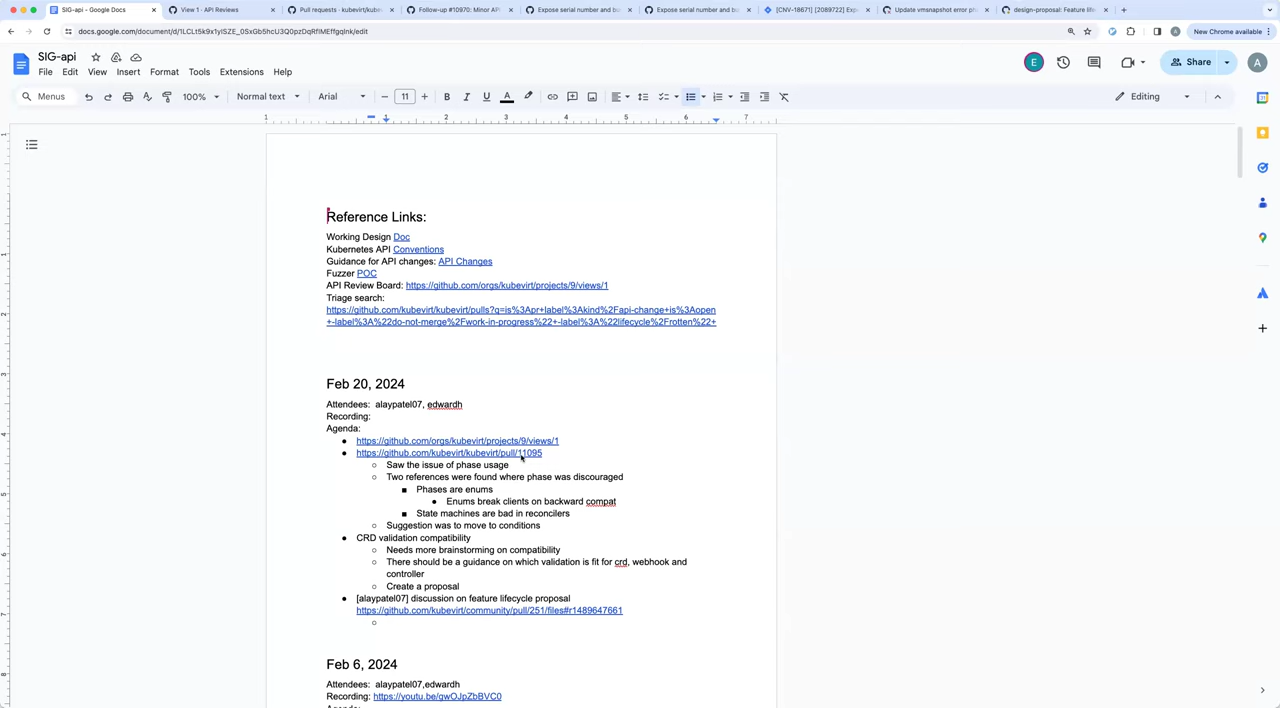 SIG-api - Google Docs
View 1 · API Reviews
Pull requests · kubevirt/kube
Follow-up #10970: Minor API
Expose serial number and bu
Expose serial number and bu
[CNV-18671] [2089722] Exp
Update vmsnapshot error ph
design-proposal: Feature life
docs.google.com/document/d/
New Chrome available
SIG-api
File Edit View Insert Format Tools Extensions Help
E
Share
A
Menus
100%
Normal text
Arial
11
Editing
1 1 2 3 4 5 6 7
Reference Links:
Working Design Doc
Kubernetes API Conventions
Guidance for API changes: API Changes
Fuzzer POC
API Review Board: https://github.com/orgs/kubevirt/projects/9/views/1
Triage search:
https://github.com/kubevirt/kubevirt/pulls?q=is%3Apr+label%3Akind%2Fapi-change+is%3Aopen
+-label%3A%22do-not-merge%2Fwork-in-progress%22+-label%3A%22lifecycle%2Frotten%22+
Feb 20, 2024
Attendees: alaypatel07, edwardh
Recording:
Agenda:
https://github.com/orgs/kubevirt/projects/9/views/1
https://github.com/kubevirt/kubevirt/pull/11095
Saw the issue of phase usage
Two references were found where phase was discouraged
Phases are enums
Enums break clients on backward compat
State machines are bad in reconcilers
Suggestion was to move to conditions
CRD validation compatibility
Needs more brainstorming on compatibility
There should be a guidance on which validation is fit for crd, webhook and
controller
Create a proposal
[alaypatel07] discussion on feature lifecycle proposal
https://github.com/kubevirt/community/pull/251/files#r1489647661
Feb 6, 2024
Attendees: alaypatel07,edwardh
Recording: https://youtu.be/gwOJpZbBVC0